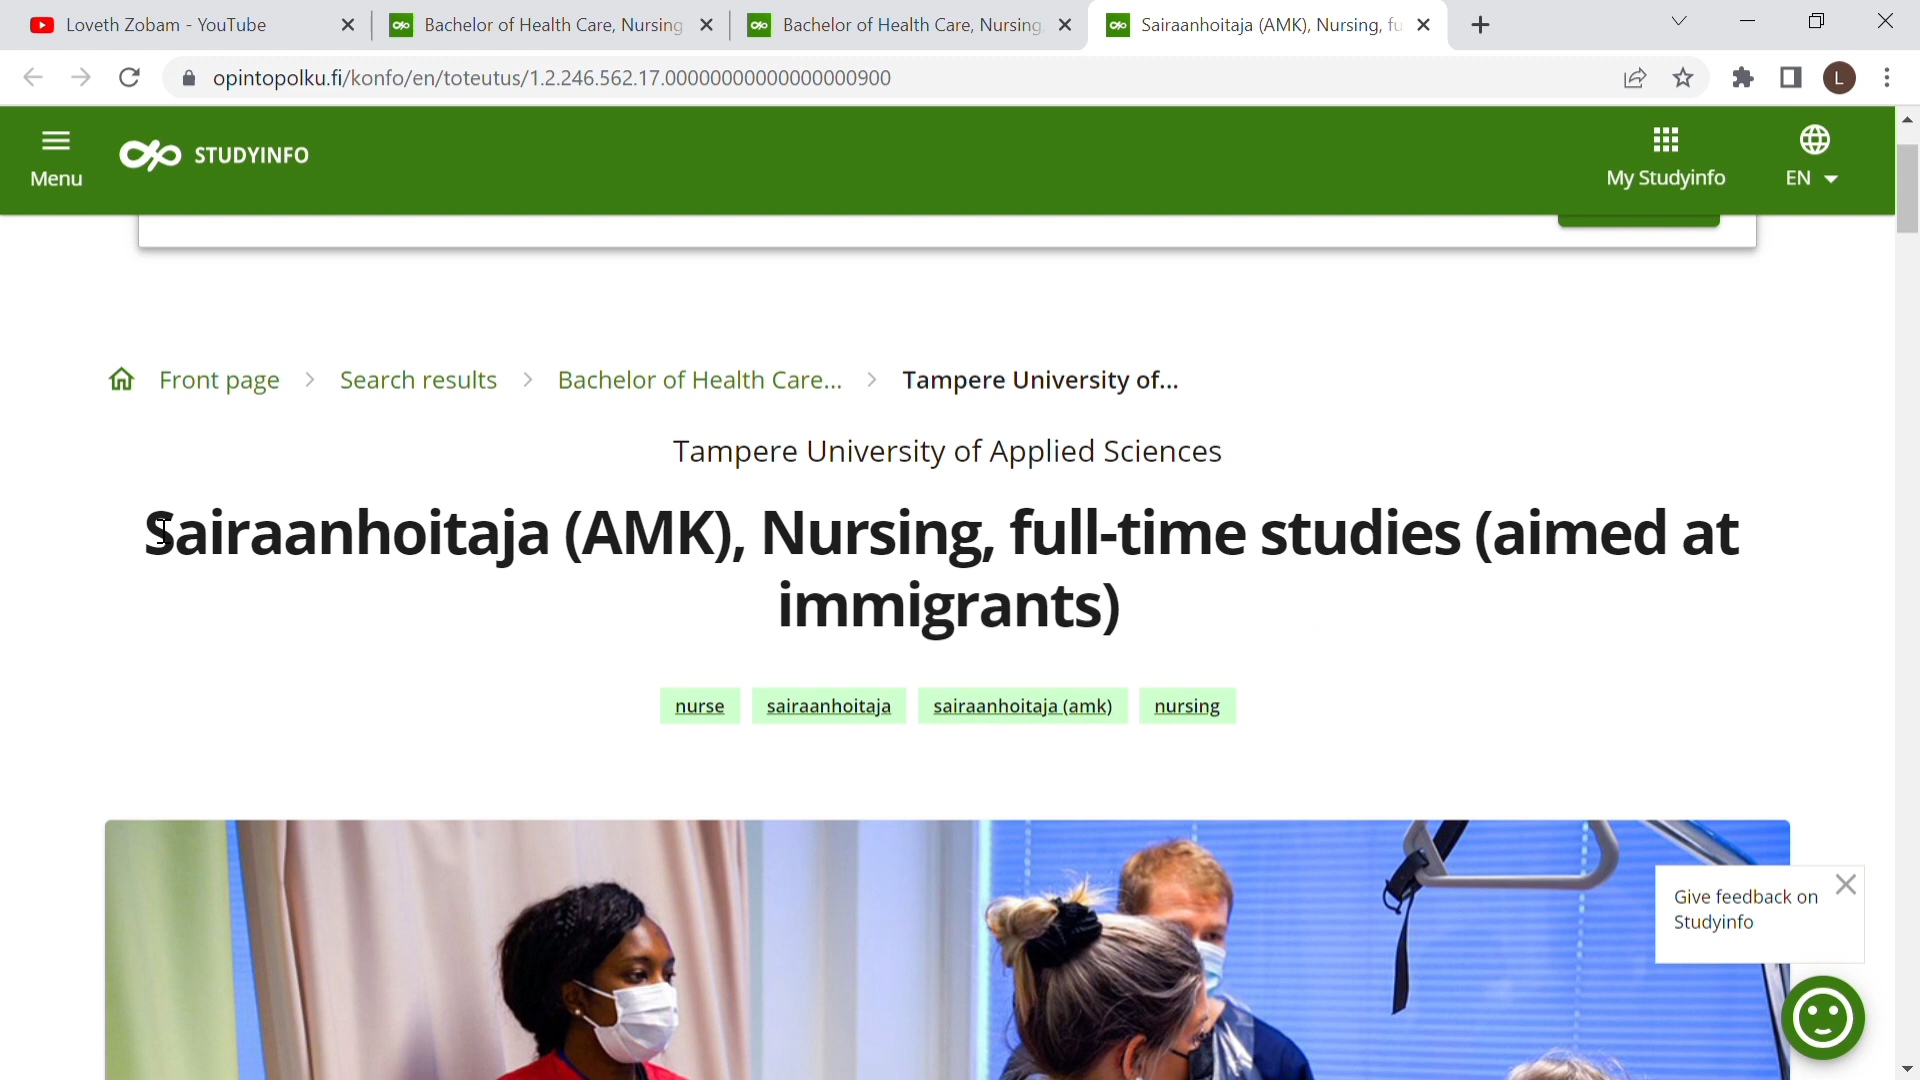 Loveth Zobam - YouTube
Bachelor of Health Care, Nursing
Bachelor of Health Care, Nursing,
Sairaanhoitaja (AMK), Nursing, fu
opintopolku.fi/konfo/en/toteutus/1.2.246.562.17.00000000000000000900
L
Menu
STUDYINFO
My Studyinfo
EN
Front page
Search results
Bachelor of Health Care...
Tampere University of...
Tampere University of Applied Sciences
Sairaanhoitaja (AMK), Nursing, full-time studies (aimed at
immigrants)
nurse
sairaanhoitaja
sairaanhoitaja (amk)
nursing
Give feedback on
Studyinfo